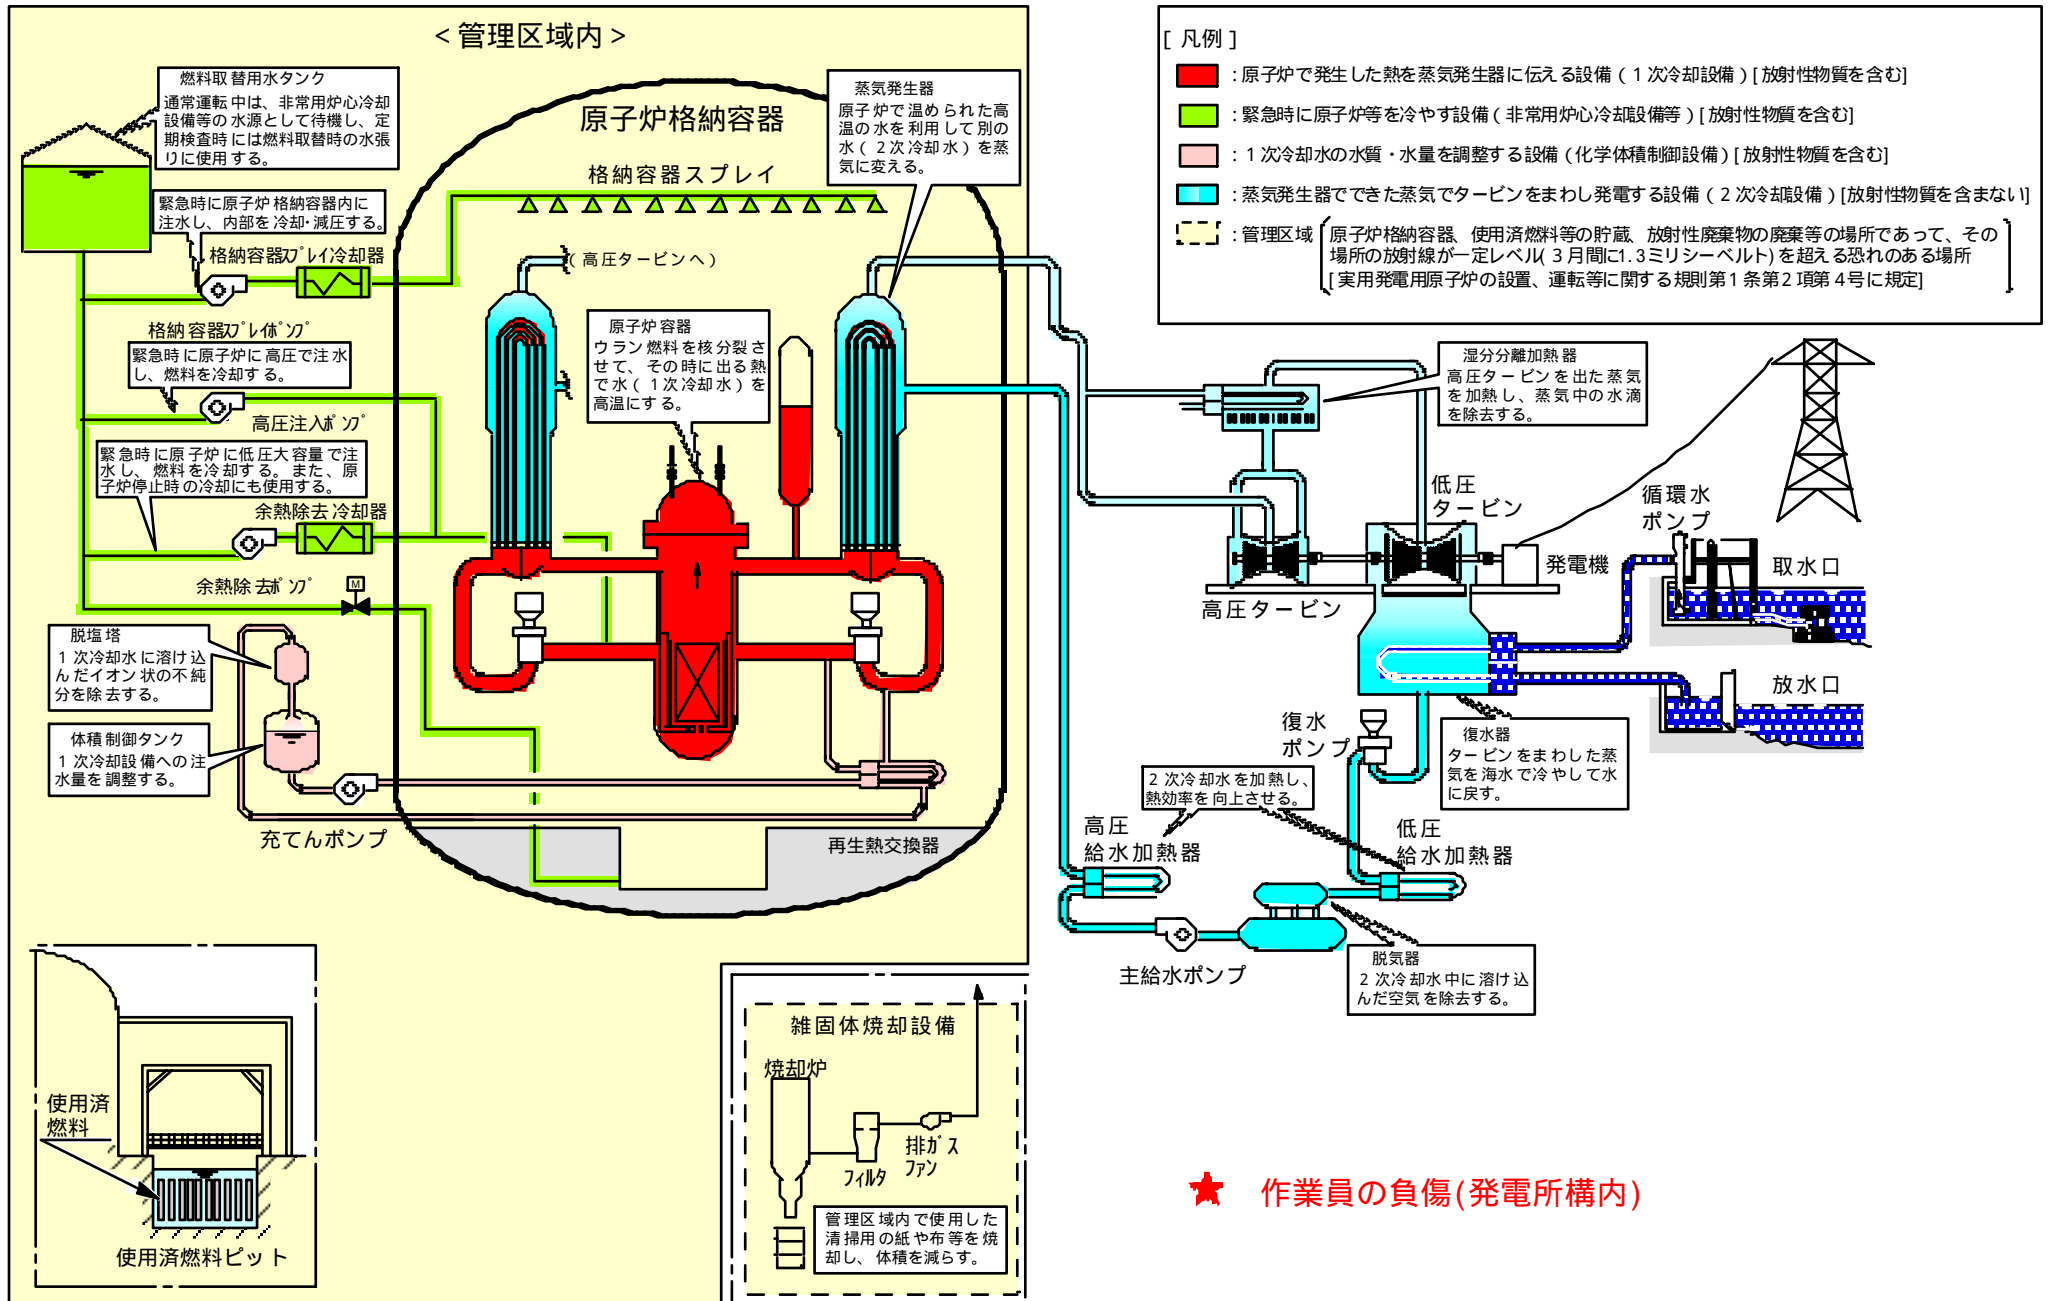 ＜管理区域内＞
燃料取替用水タンク
通常運転中は、非常用炉心冷却
設備等の水源として待機し、定
期検査時には燃料取替時の水張
りに使用する。
原子炉格納容器
蒸気発生器
原子炉で温められた高
温の水を利用して別の
水（２次冷却水）を蒸
気に変える。
格納容器スプレイ
緊急時に原子炉格納容器内に
注水し、内部を冷却・減圧する。
格納容器ｽﾌﾟﾚｲ冷却器
（高圧タービンへ）
格納容器ｽﾌﾟﾚｲﾎﾟﾝﾌﾟ
緊急時に原子炉に高圧で注水
し、燃料を冷却する。
高圧注入ﾎﾟﾝﾌﾟ
原子炉容器
ウラン燃料を核分裂さ
せて、その時に出る熱
で水（１次冷却水）を
高温にする。
緊急時に原子炉に低圧大容量で注
水し、燃料を冷却する。また、原
子炉停止時の冷却にも使用する。
余熱除去冷却器
余熱除去ﾎﾟﾝﾌﾟ
M
脱塩塔
１次冷却水に溶け込
んだイオン状の不純
分を除去する。
体積制御タンク
１次冷却設備への注
水量を調整する。
充てんポンプ
再生熱交換器
[ 凡例 ]
：原子炉で発生した熱を蒸気発生器に伝える設備（１次冷却設備）[放射性物質を含む]
：緊急時に原子炉等を冷やす設備（非常用炉心冷却設備等）[放射性物質を含む]
：１次冷却水の水質・水量を調整する設備（化学体積制御設備）[放射性物質を含む]
：蒸気発生器でできた蒸気でタービンをまわし発電する設備（２次冷却設備）[放射性物質を含まない]
：管理区域 原子炉格納容器、使用済燃料等の貯蔵、放射性廃棄物の廃棄等の場所であって、その
場所の放射線が一定レベル(３月間に1.3ミリシーベルト)を超える恐れのある場所
[実用発電用原子炉の設置、運転等に関する規則第１条第２項第４号に規定]
湿分分離加熱器
高圧タービンを出た蒸気
を加熱し、蒸気中の水滴
を除去する。
低圧
タービン
循環水
ポンプ
発電機
取水口
高圧タービン
放水口
復水
ポンプ
復水器
タービンをまわした蒸
気を海水で冷やして水
に戻す。
２次冷却水を加熱し、
熱効率を向上させる。
高圧
給水加熱器
低圧
給水加熱器
主給水ポンプ
脱気器
２次冷却水中に溶け込
んだ空気を除去する。
使用済
燃料
使用済燃料ピット
雑固体焼却設備
焼却炉
フィルタ
排ガス
ファン
管理区域内で使用した
清掃用の紙や布等を焼
却し、体積を減らす。
★ 作業員の負傷(発電所構内)